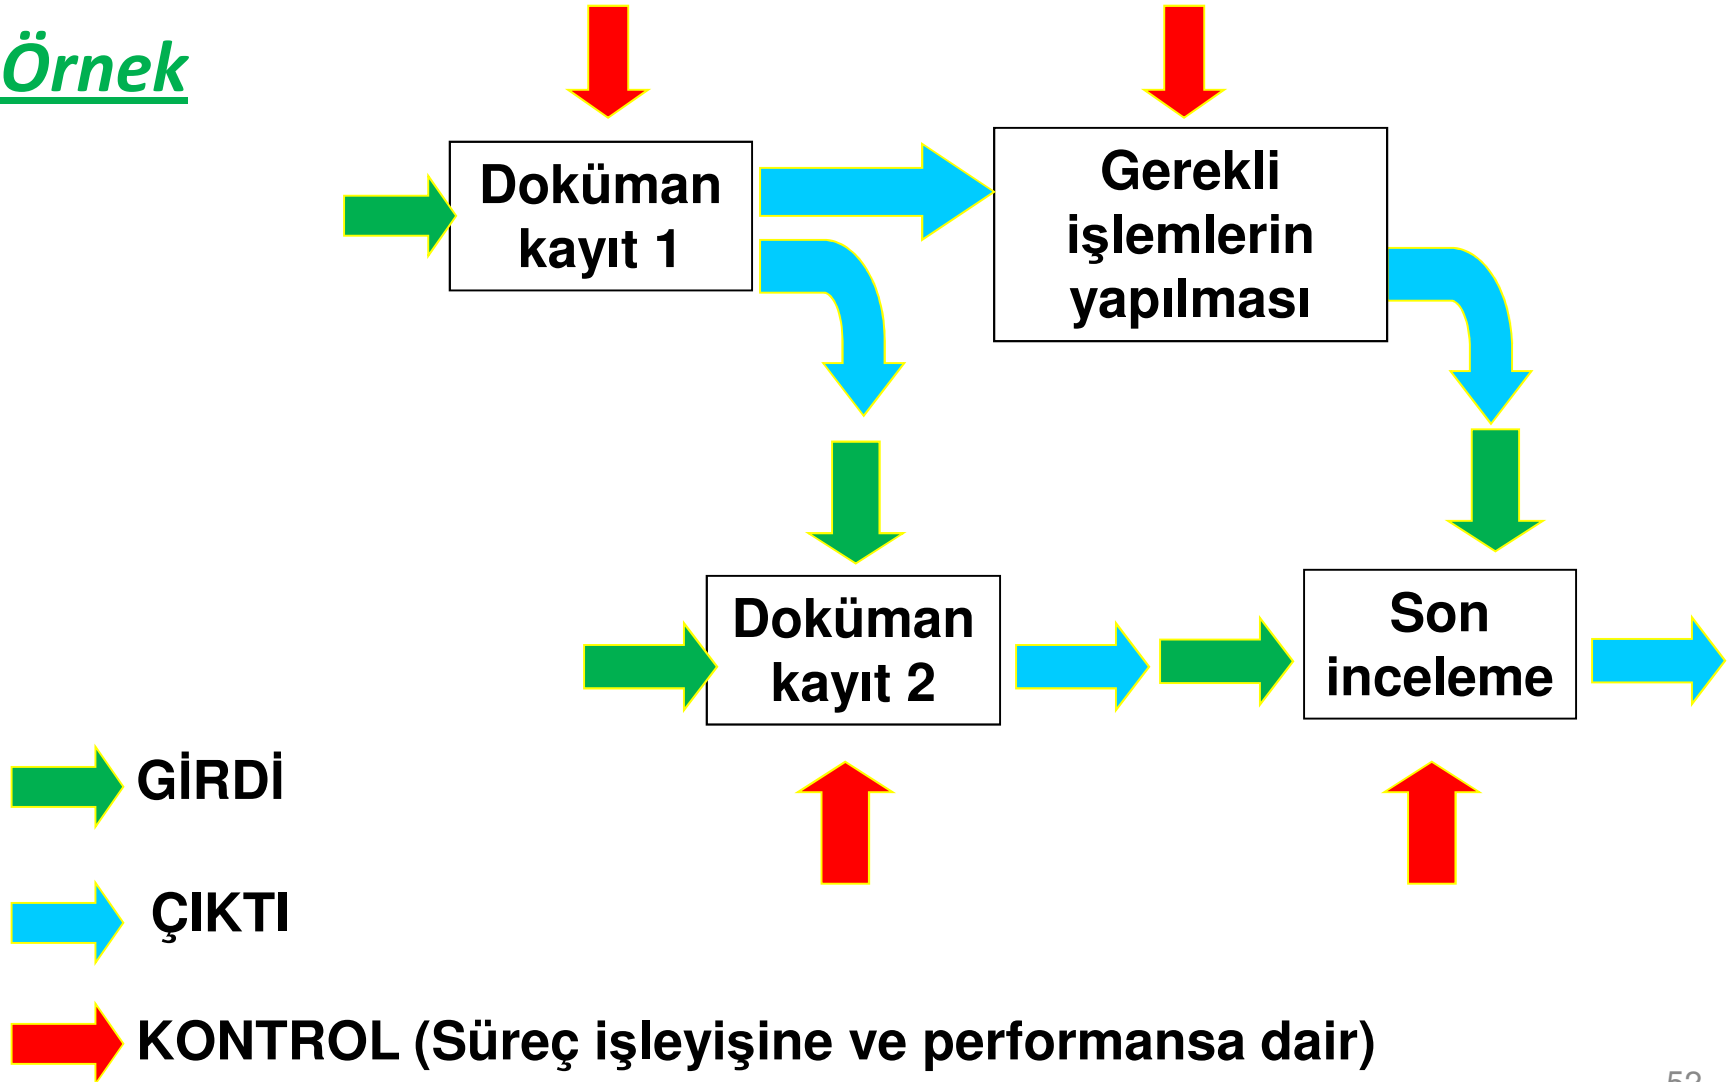 Örnek
Doküman
kayıt 1
Gerekli
işlemlerin
yapılması
Doküman
kayıt 2
Son
inceleme
GİRDİ
ÇIKTI
KONTROL (Süreç işleyişine ve performansa dair)
52